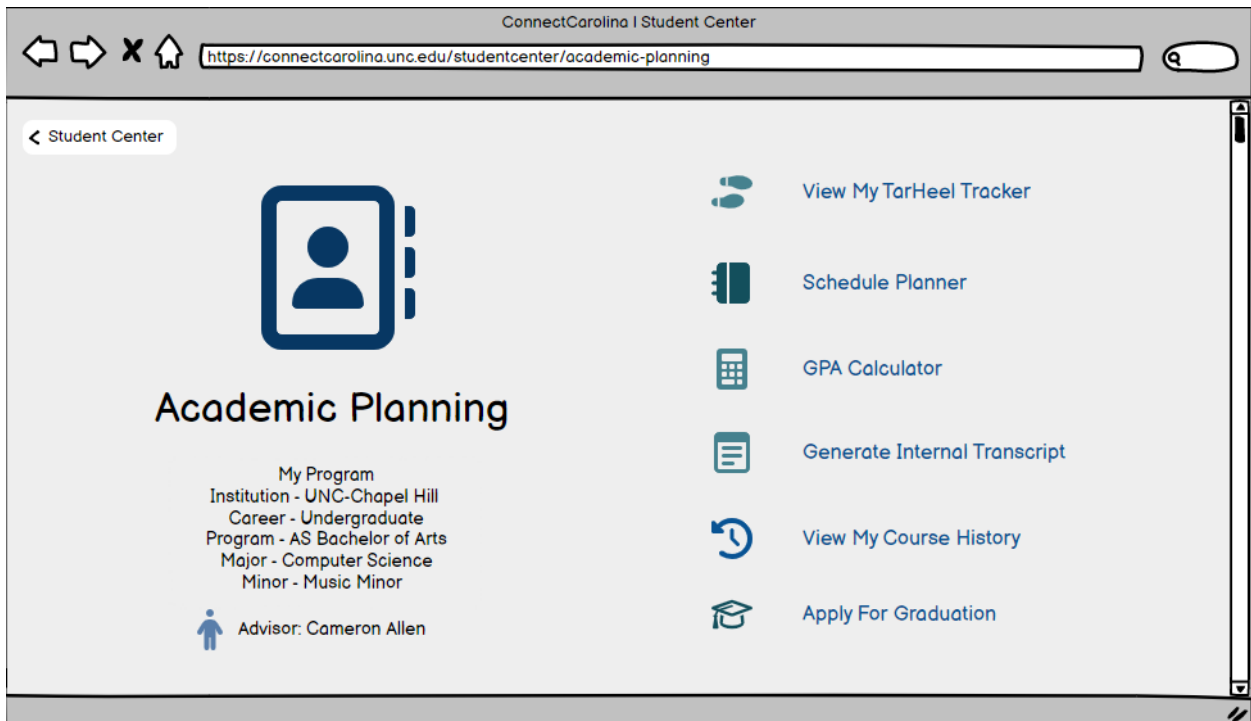 ConnectCarolina | Student Center
https://connectcarolina.unc.edu/studentcenter/academic-planning
Student Center
Academic Planning
My Program
Institution - UNC-Chapel Hill
Career - Undergraduate
Program - AS Bachelor of Arts
Major - Computer Science
Minor - Music Minor
Advisor: Cameron Allen
View My TarHeel Tracker
Schedule Planner
GPA Calculator
Generate Internal Transcript
View My Course History
Apply For Graduation